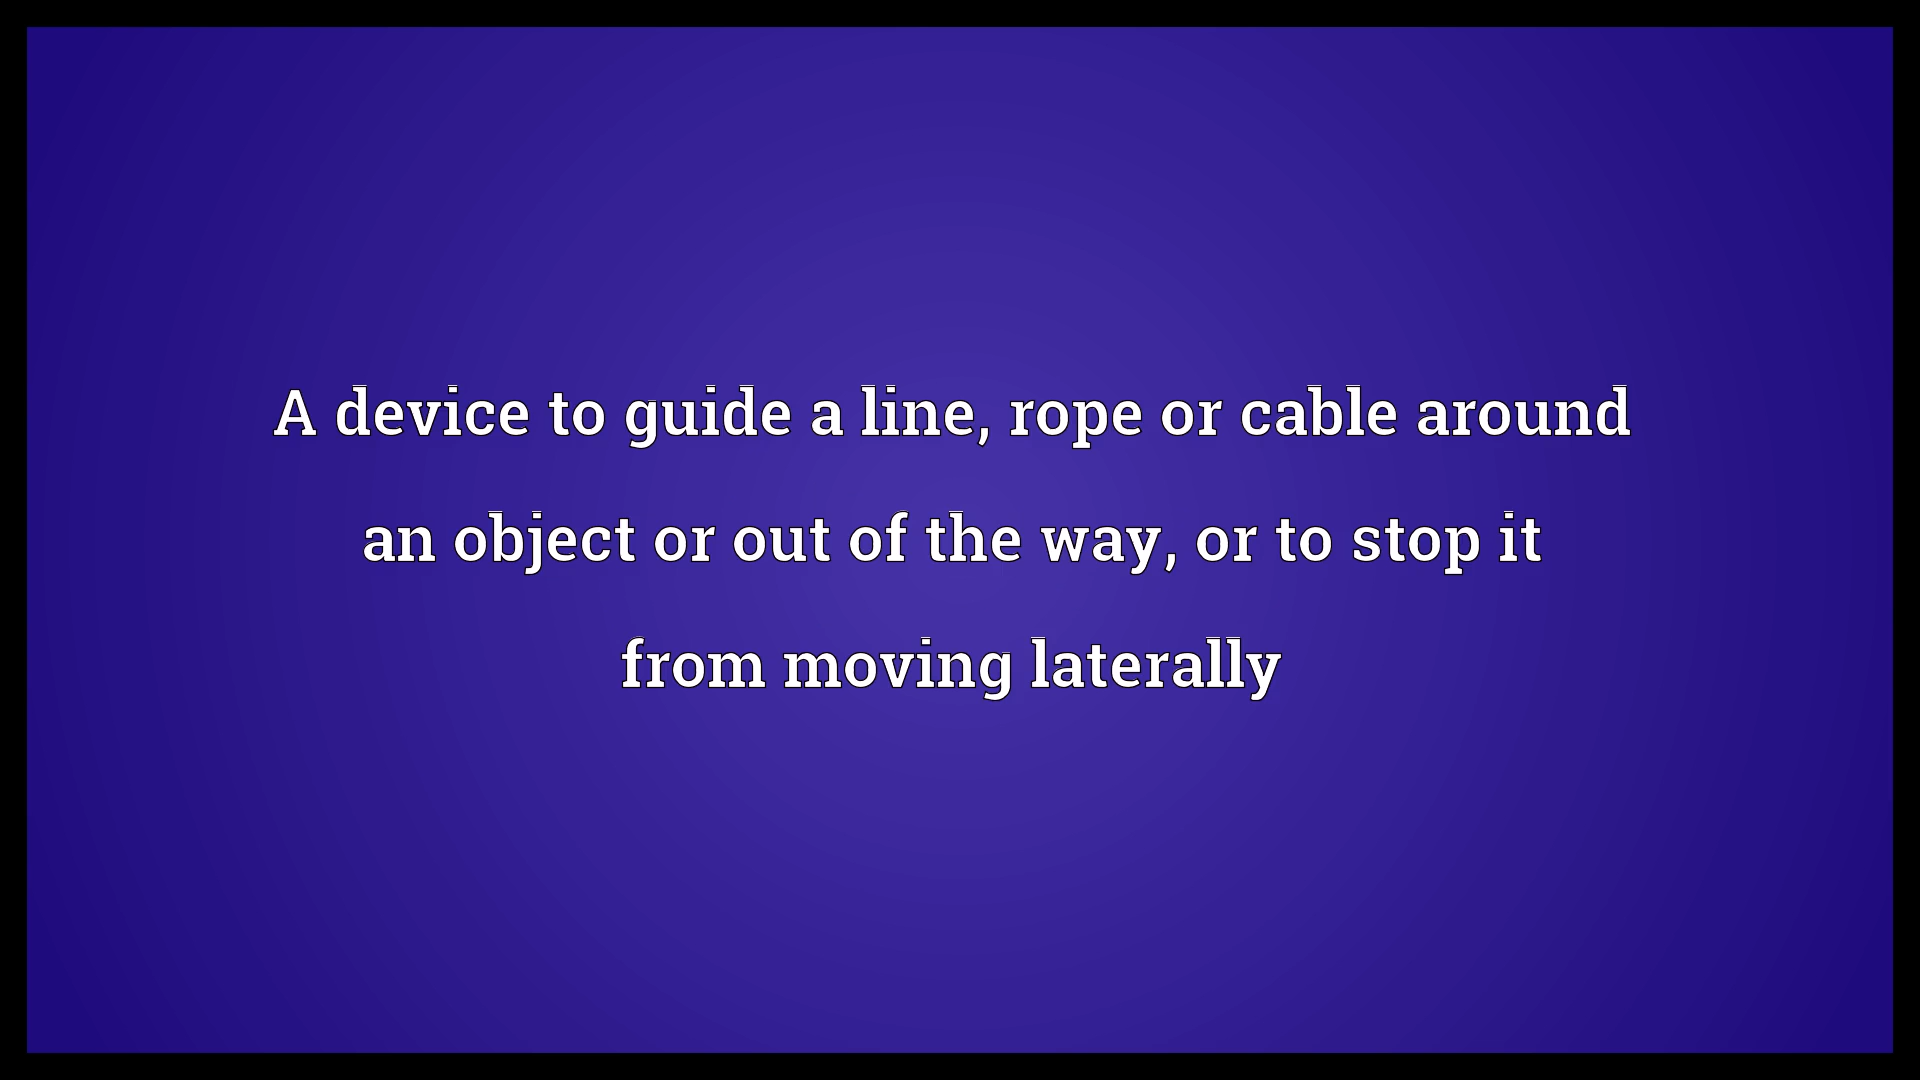 A device to guide a line, rope or cable around
an object or out of the way, or to stop it
from moving laterally